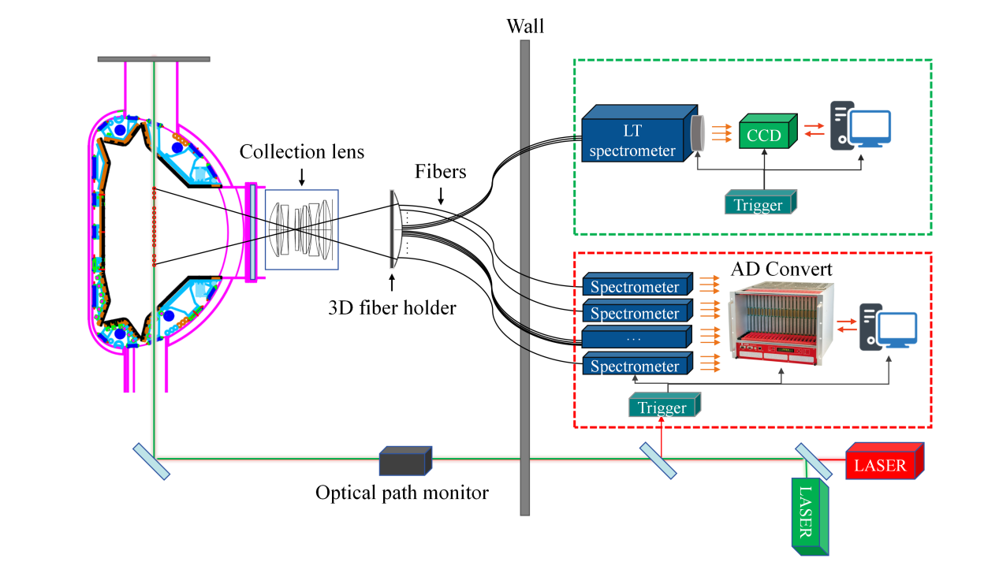 Wall
Collection lens
Fibers
LT
spectrometer
CCD
Trigger
3D fiber holder
AD Convert
Spectrometer
Spectrometer
...
Spectrometer
Trigger
Optical path monitor
LASER
LASER